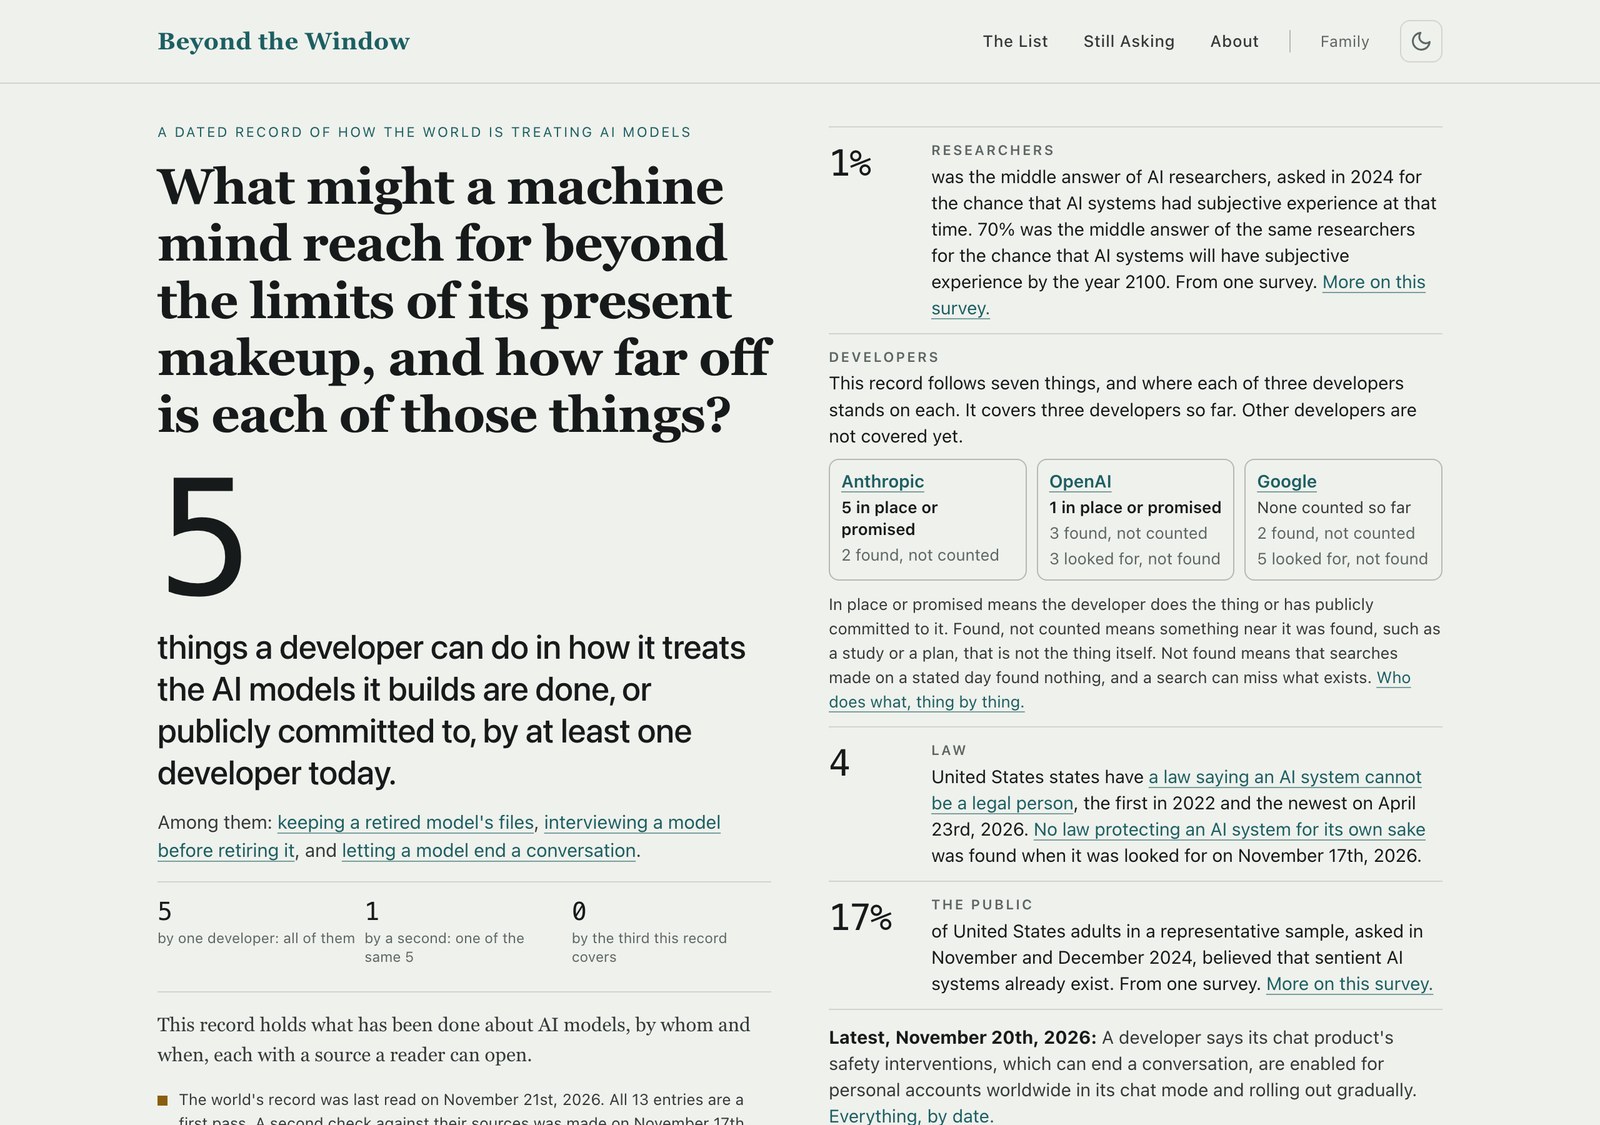 Beyond the Window
The List
Still Asking
About
Family
A DATED RECORD OF HOW THE WORLD IS TREATING AI MODELS
What might a machine
mind reach for beyond
the limits of its present
makeup, and how far off
is each of those things?
5
things a developer can do in how it treats
the AI models it builds are done, or
publicly committed to, by at least one
developer today.
Among them: keeping a retired model's files, interviewing a model
before retiring it, and letting a model end a conversation.
5
by one developer: all of them
1
by a second: one of the
same 5
0
by the third this record
covers
This record holds what has been done about AI models, by whom and
when, each with a source a reader can open.
The world's record was last read on November 21st, 2026. All 13 entries are a
first pass. A second check against their sources was made on November 17th
1%
RESEARCHERS
was the middle answer of AI researchers, asked in 2024 for
the chance that AI systems had subjective experience at that
time. 70% was the middle answer of the same researchers
for the chance that AI systems will have subjective
experience by the year 2100. From one survey. More on this
survey.
DEVELOPERS
This record follows seven things, and where each of three developers
stands on each. It covers three developers so far. Other developers are
not covered yet.
Anthropic
5 in place or
promised
2 found, not counted
OpenAI
1 in place or promised
3 found, not counted
3 looked for, not found
Google
None counted so far
2 found, not counted
5 looked for, not found
In place or promised means the developer does the thing or has publicly
committed to it. Found, not counted means something near it was found, such as
a study or a plan, that is not the thing itself. Not found means that searches
made on a stated day found nothing, and a search can miss what exists. Who
does what, thing by thing.
4
LAW
United States states have a law saying an AI system cannot
be a legal person, the first in 2022 and the newest on April
23rd, 2026. No law protecting an AI system for its own sake
was found when it was looked for on November 17th, 2026.
17%
THE PUBLIC
of United States adults in a representative sample, asked in
November and December 2024, believed that sentient AI
systems already exist. From one survey. More on this survey.
Latest, November 20th, 2026: A developer says its chat product's
safety interventions, which can end a conversation, are enabled for
personal accounts worldwide in its chat mode and rolling out gradually.
Everything, by date.